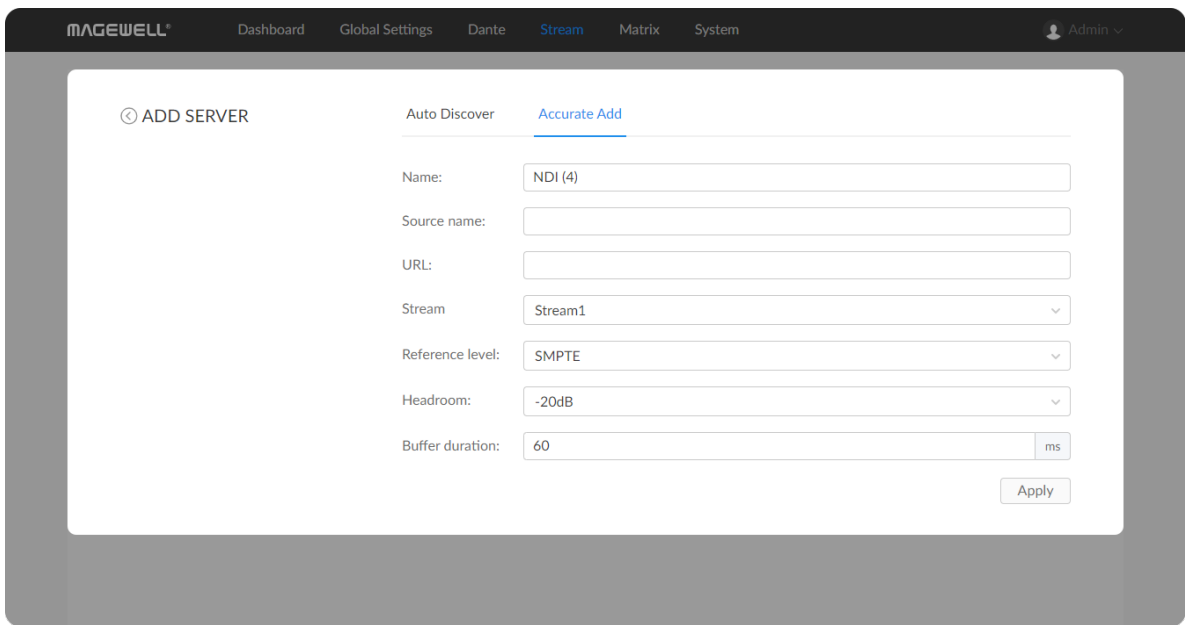 MAGEWELL® Dashboard Global Settings Dante Stream Matrix System Admin
ADD SERVER
Auto Discover Accurate Add
Name: NDI (4)
Source name:
URL:
Stream Stream1
Reference level: SMPTE
Headroom: -20dB
Buffer duration: 60 ms
Apply